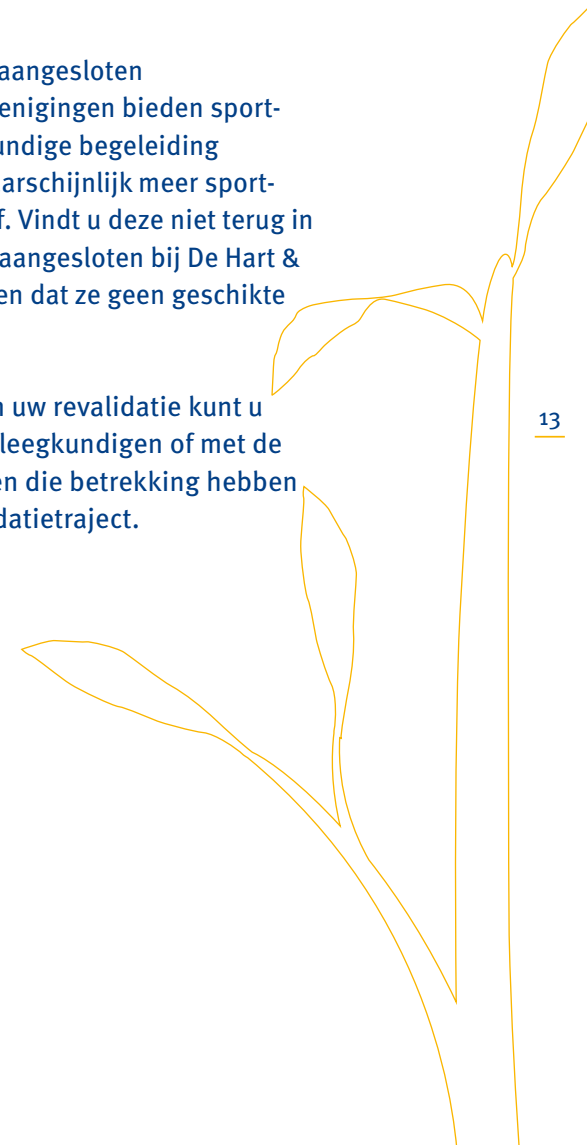 aangesloten
enigingen bieden sport-
undige begeleiding
arschijnlijk meer sport-
f. Vindt u deze niet terug in
aangesloten bij De Hart &
en dat ze geen geschikte
n uw revalidatie kunt u
leegkundigen of met de
en die betrekking hebben
datietraject.
13